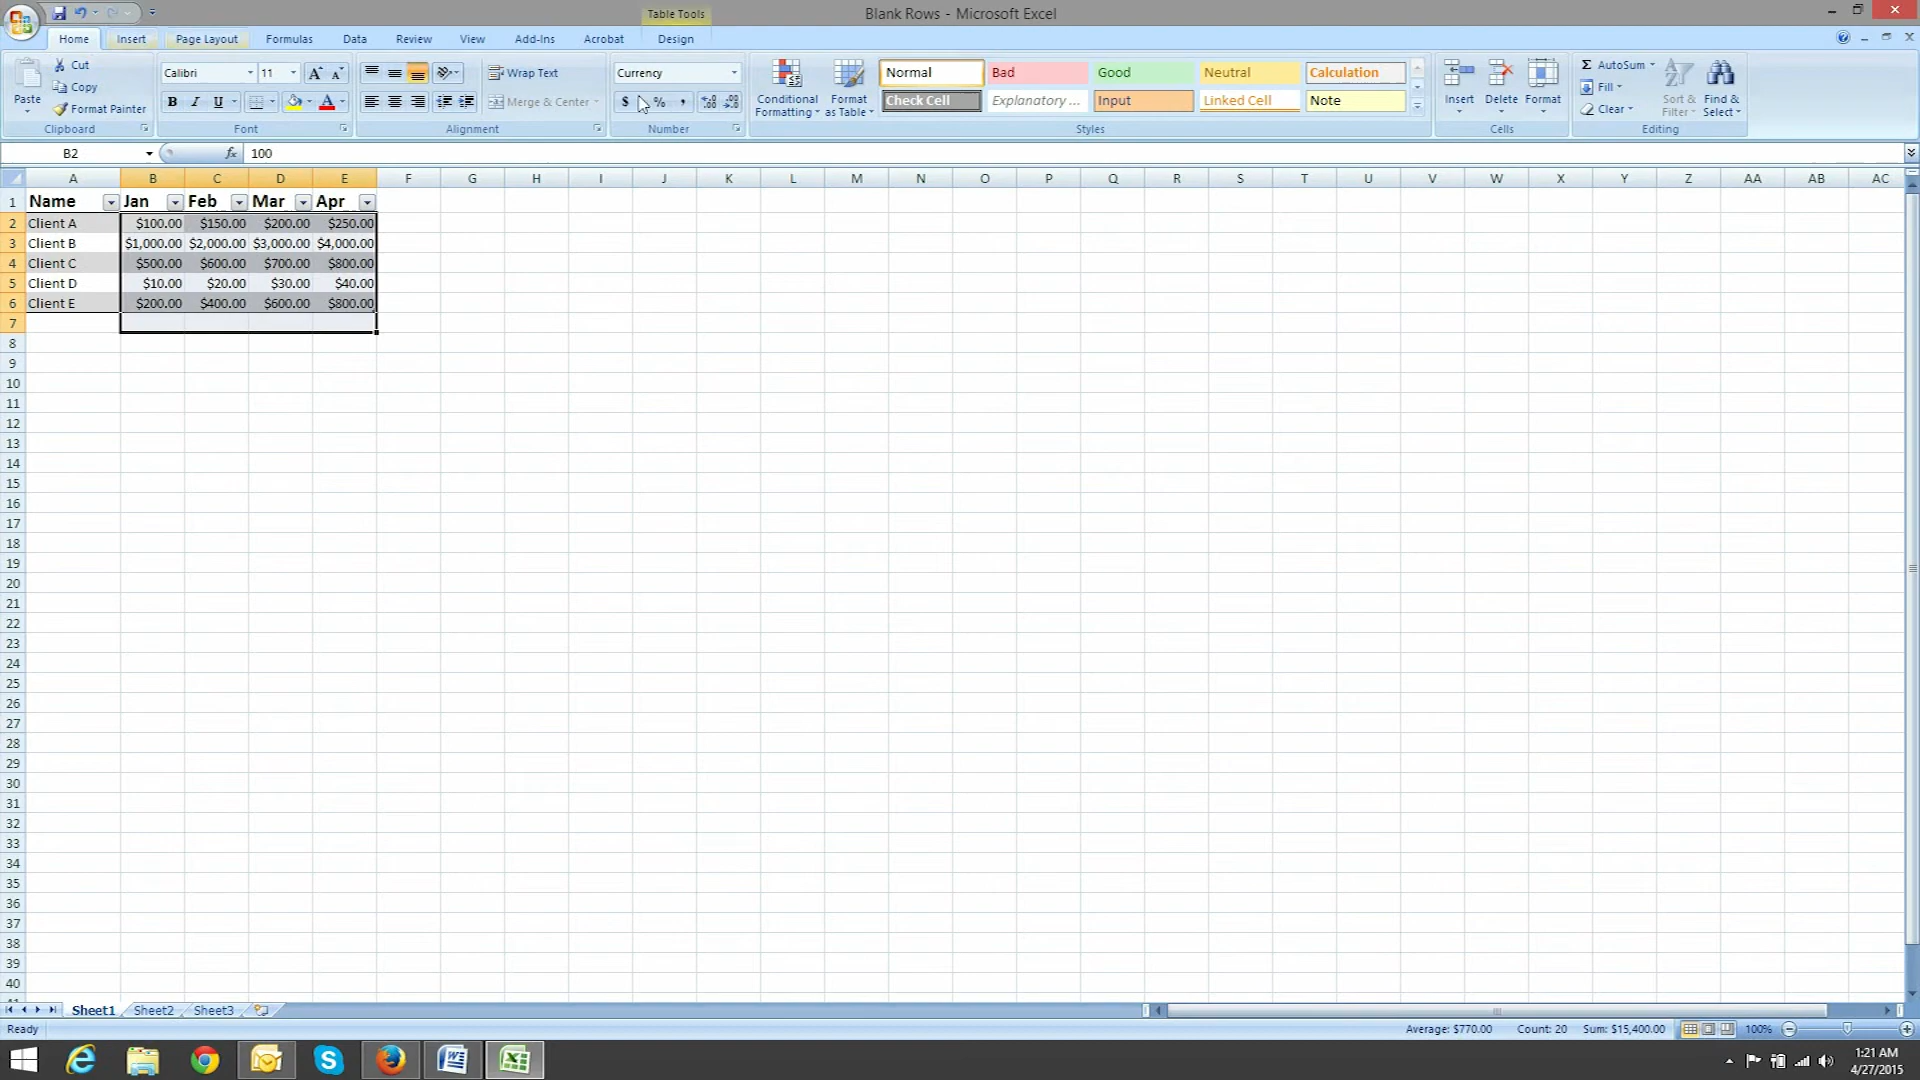 Table Tools
Blank Rows - Microsoft Excel
Home Insert Page Layout Formulas Data Review View Add-Ins Acrobat Design
Paste
Cut
Copy
Format Painter
Clipboard
Calibri 11
B I U
Font
Wrap Text
Merge & Center
Alignment
Currency
$ % ,
Number
Conditional Formatting
Format as Table
Normal Bad Good Neutral Calculation
Check Cell Explanatory ... Input Linked Cell Note
Styles
Insert Delete Format
Cells
Σ AutoSum
Fill
Clear
Sort & Filter
Find & Select
Editing
B2 fx 100
A B C D E F G H I J K L M N O P Q R S T U V W X Y Z AA AB AC
1 Name Jan Feb Mar Apr
2 Client A $100.00 $150.00 $200.00 $250.00
3 Client B $1,000.00 $2,000.00 $3,000.00 $4,000.00
4 Client C $500.00 $600.00 $700.00 $800.00
5 Client D $10.00 $20.00 $30.00 $40.00
6 Client E $200.00 $400.00 $600.00 $800.00
7
8
9
10
11
12
13
14
15
16
17
18
19
20
21
22
23
24
25
26
27
28
29
30
31
32
33
34
35
36
37
38
39
40
Sheet1 Sheet2 Sheet3
Ready Average: $770.00 Count: 20 Sum: $15,400.00 100%
1:21 AM
4/27/2015